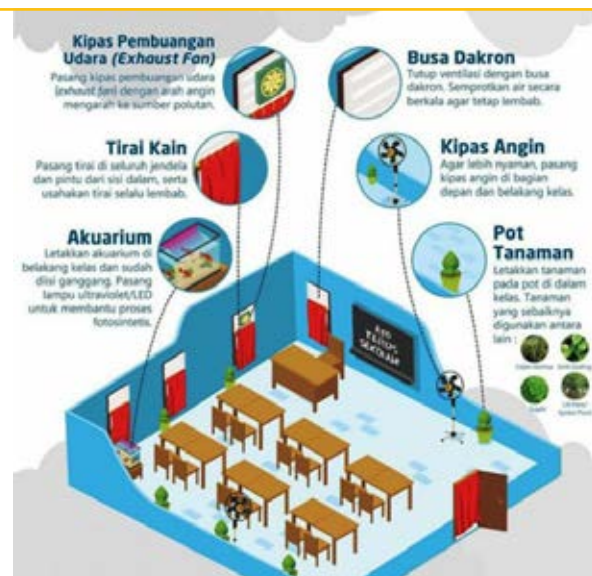 Kipas Pembuangan
Udara (Exhaust Fan)
Pasang kipas pembuangan udara
(exhaust fan) dengan arah angin
mengarah ke sumber polutan.
Busa Dakron
Tutup ventilasi dengan busa
dakron. Semprotkan air secara
berkala agar tetap lembab.
Tirai Kain
Pasang tirai di seluruh jendela
dan pintu dari sisi dalam, serta
usahakan tirai selalu lembab.
Kipas Angin
Agar lebih nyaman, pasang
kipas angin di bagian
depan dan belakang kelas.
Akuarium
Letakkan akuarium di
belakang kelas dan sudah
diisi ganggang. Pasang
lampu ultraviolet/LED
untuk membantu proses
fotosintetis.
Pot
Tanaman
Letakkan tanaman
pada pot di dalam
kelas. Tanaman
yang sebaiknya
digunakan antara
lain :
AYO
TERUS
SEKOLAH